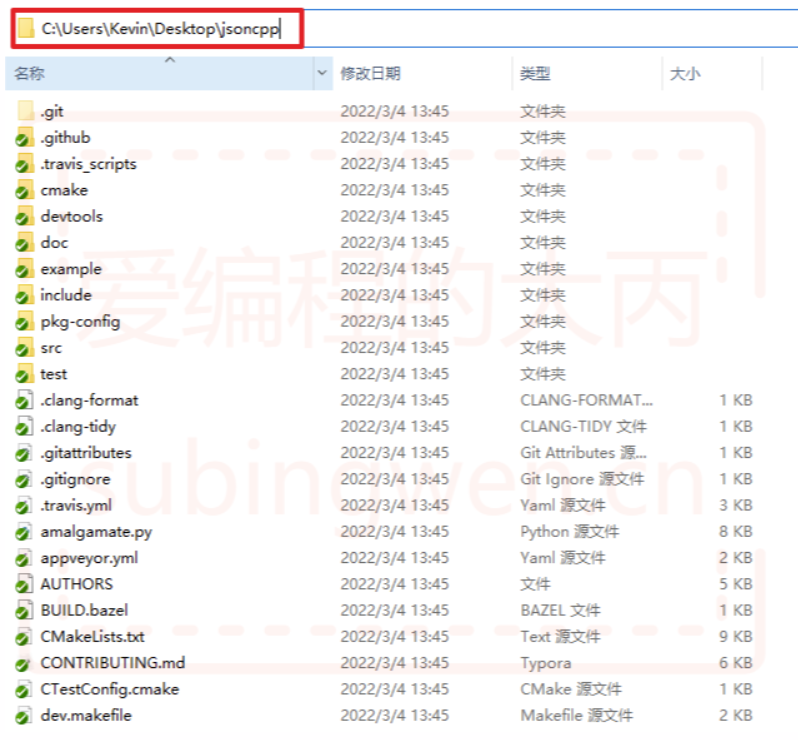 C:\Users\Kevin\Desktop\jsoncpp
名称 修改日期 类型 大小
.git 2022/3/4 13:45 文件夹
.github 2022/3/4 13:45 文件夹
.travis_scripts 2022/3/4 13:45 文件夹
cmake 2022/3/4 13:45 文件夹
devtools 2022/3/4 13:45 文件夹
doc 2022/3/4 13:45 文件夹
example 2022/3/4 13:45 文件夹
include 2022/3/4 13:45 文件夹
pkg-config 2022/3/4 13:45 文件夹
src 2022/3/4 13:45 文件夹
test 2022/3/4 13:45 文件夹
.clang-format 2022/3/4 13:45 CLANG-FORMAT... 1 KB
.clang-tidy 2022/3/4 13:45 CLANG-TIDY 文件 1 KB
.gitattributes 2022/3/4 13:45 Git Attributes 源... 1 KB
.gitignore 2022/3/4 13:45 Git Ignore 源文件 1 KB
.travis.yml 2022/3/4 13:45 Yaml 源文件 3 KB
amalgamate.py 2022/3/4 13:45 Python 源文件 8 KB
appveyor.yml 2022/3/4 13:45 Yaml 源文件 2 KB
AUTHORS 2022/3/4 13:45 文件 5 KB
BUILD.bazel 2022/3/4 13:45 BAZEL 文件 1 KB
CMakeLists.txt 2022/3/4 13:45 Text 源文件 9 KB
CONTRIBUTING.md 2022/3/4 13:45 Typora 6 KB
CTestConfig.cmake 2022/3/4 13:45 CMake 源文件 1 KB
dev.makefile 2022/3/4 13:45 Makefile 源文件 2 KB
爱编程的大丙
subingwen.cn